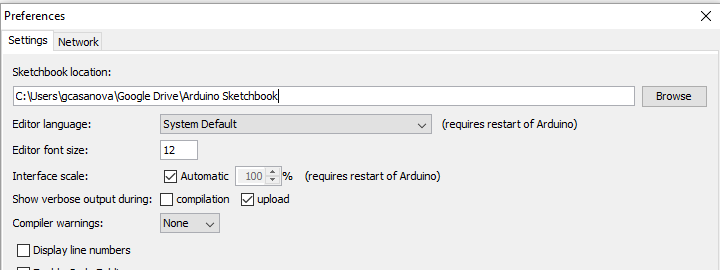 Preferences
Settings Network
Sketchbook location:
C:\Users\gcasanova\Google Drive\Arduino Sketchbook Browse
Editor language: System Default (requires restart of Arduino)
Editor font size: 12
Interface scale: Automatic 100 % (requires restart of Arduino)
Show verbose output during: compilation upload
Compiler warnings: None
Display line numbers